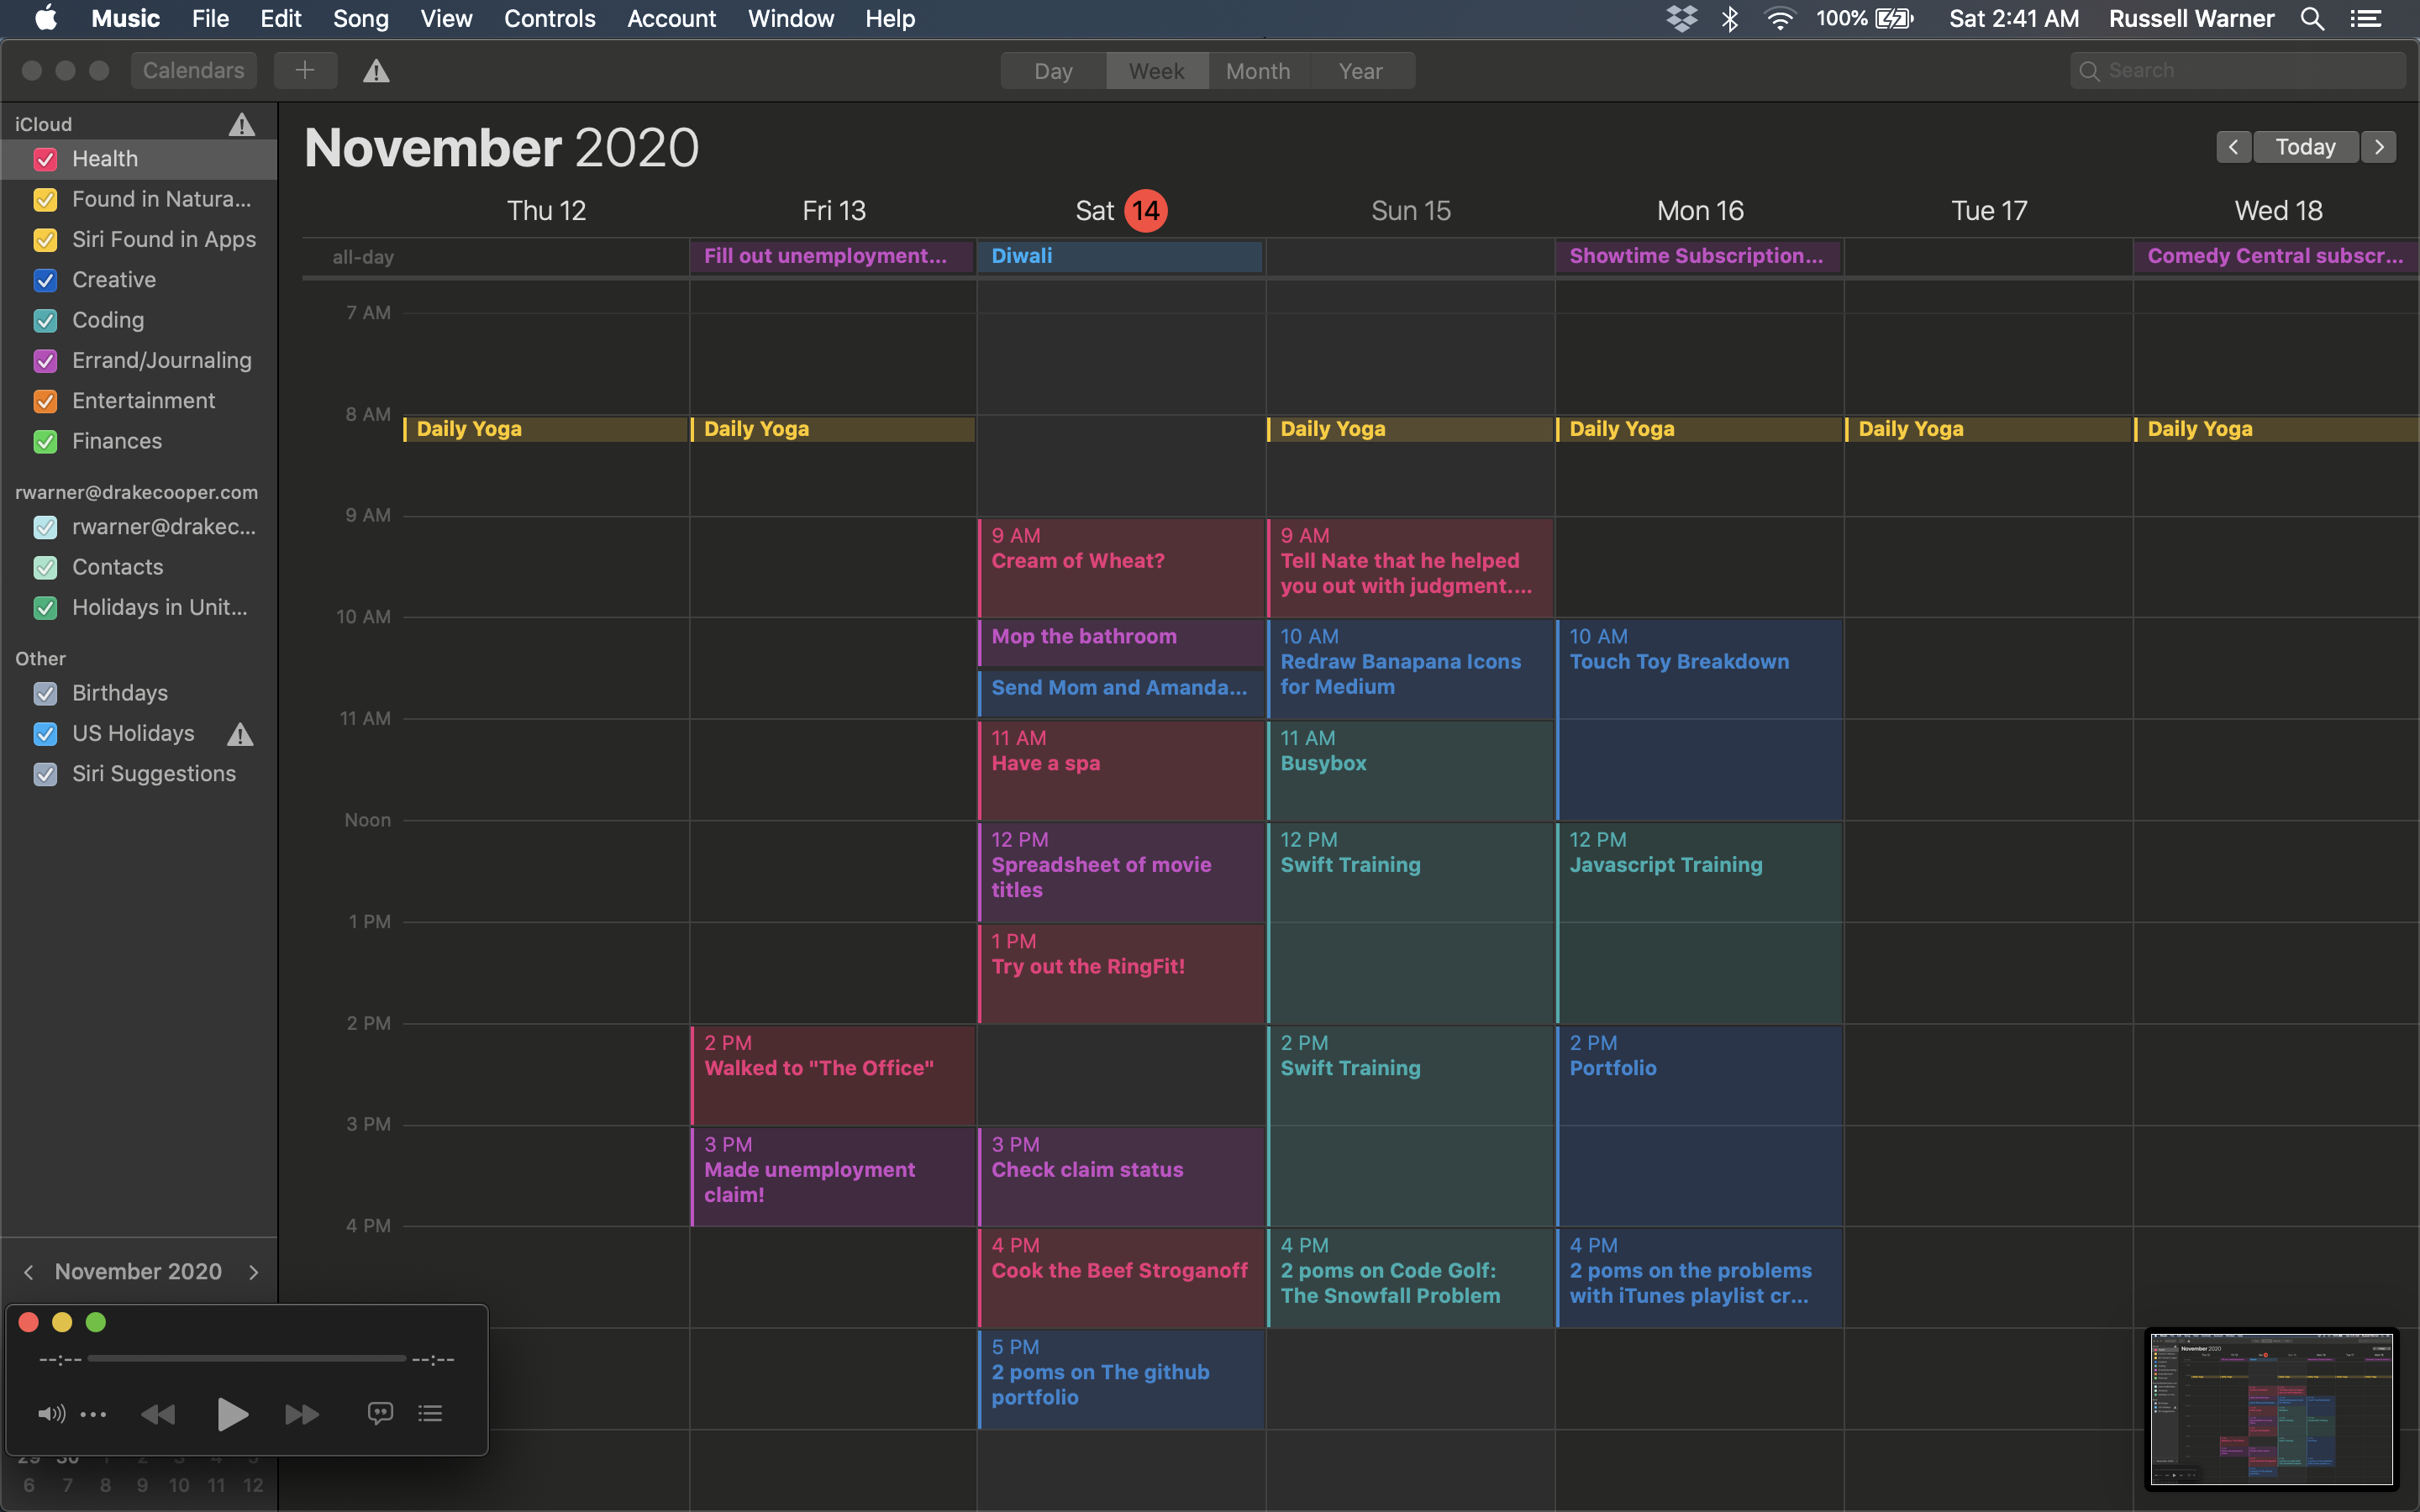 Music File Edit Song View Controls Account Window Help 100% Sat 2:41 AM Russell Warner
Calendars + Day Week Month Year Search
iCloud
Health
Found in Natura...
Siri Found in Apps
Creative
Coding
Errand/Journaling
Entertainment
Finances
rwarner@drakecooper.com
rwarner@drakec...
Contacts
Holidays in Unit...
Other
Birthdays
US Holidays
Siri Suggestions
November 2020
--:-- --:--
29 30 1 2 3 4 5
6 7 8 9 10 11 12
November 2020
Today
Thu 12 Fri 13 Sat 14 Sun 15 Mon 16 Tue 17 Wed 18
all-day
Fill out unemployment...
Diwali
Showtime Subscription...
Comedy Central subscr...
7 AM
8 AM
9 AM
10 AM
11 AM
Noon
1 PM
2 PM
3 PM
4 PM
Daily Yoga
Daily Yoga
2 PM
Walked to "The Office"
3 PM
Made unemployment
claim!
9 AM
Cream of Wheat?
Mop the bathroom
Send Mom and Amanda...
11 AM
Have a spa
12 PM
Spreadsheet of movie
titles
1 PM
Try out the RingFit!
3 PM
Check claim status
4 PM
Cook the Beef Stroganoff
5 PM
2 poms on The github
portfolio
Daily Yoga
9 AM
Tell Nate that he helped
you out with judgment....
10 AM
Redraw Banapana Icons
for Medium
11 AM
Busybox
12 PM
Swift Training
2 PM
Swift Training
4 PM
2 poms on Code Golf:
The Snowfall Problem
Daily Yoga
10 AM
Touch Toy Breakdown
12 PM
Javascript Training
2 PM
Portfolio
4 PM
2 poms on the problems
with iTunes playlist cr...
Daily Yoga
Daily Yoga
November 2020